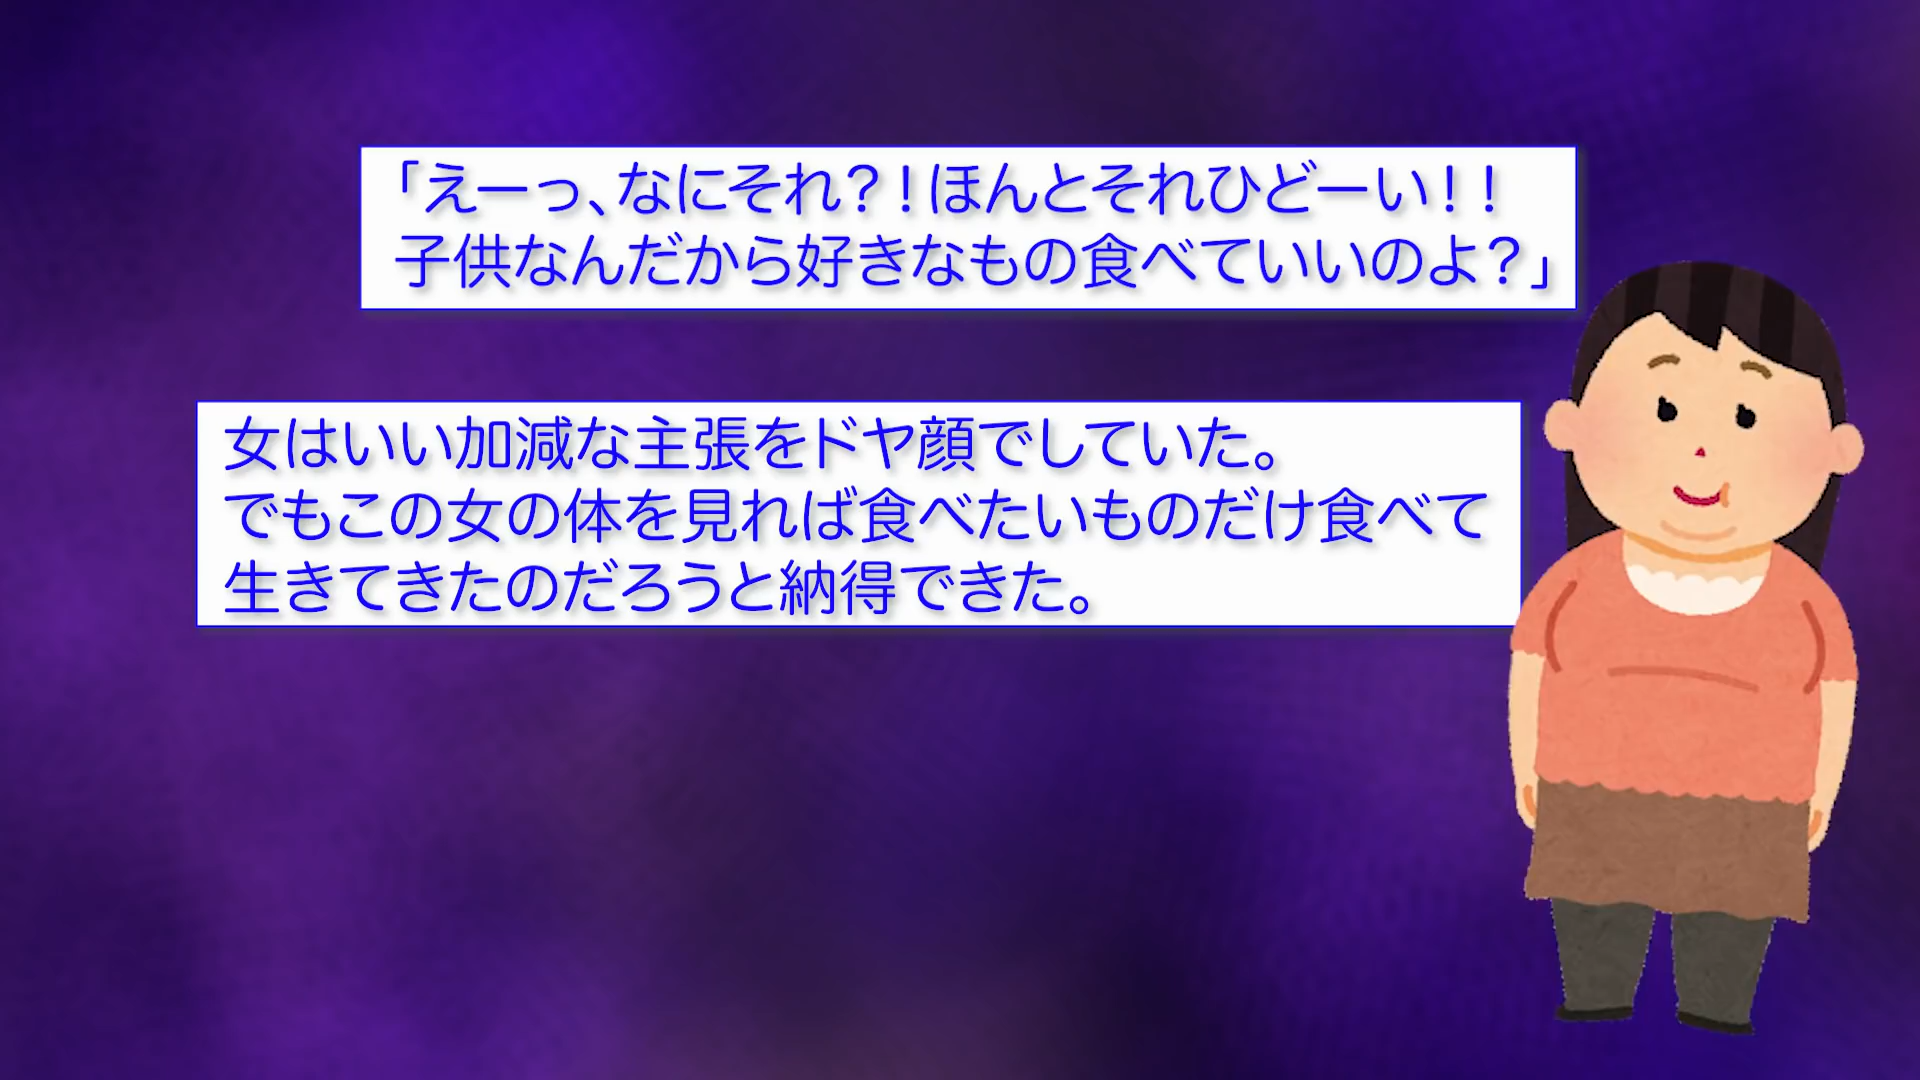 「えーっ、なにそれ？！ほんとそれひどーい！！
子供なんだから好きなもの食べていいのよ？」
女はいい加減な主張をドヤ顔でしていた。
でもこの女の体を見れば食べたいものだけ食べて
生きてきたのだろうと納得できた。